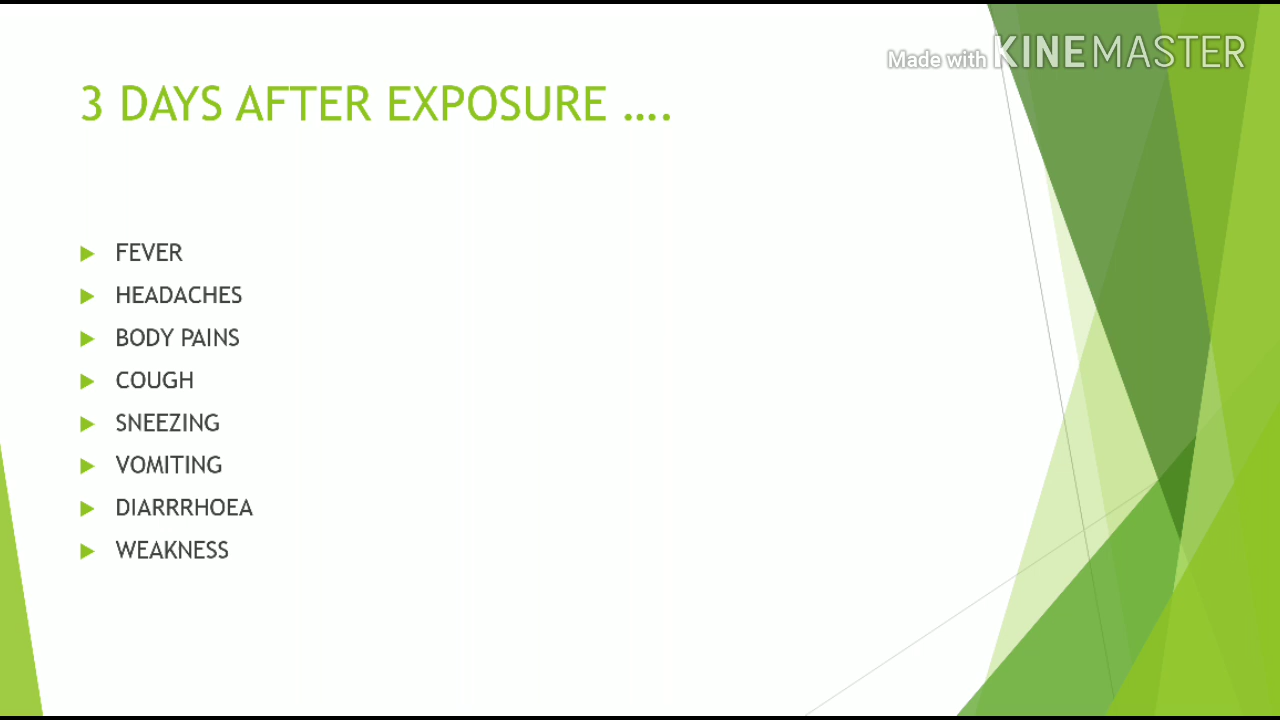 Made with KINEMASTER
3 DAYS AFTER EXPOSURE ....
FEVER
HEADACHES
BODY PAINS
COUGH
SNEEZING
VOMITING
DIARRRHOEA
WEAKNESS